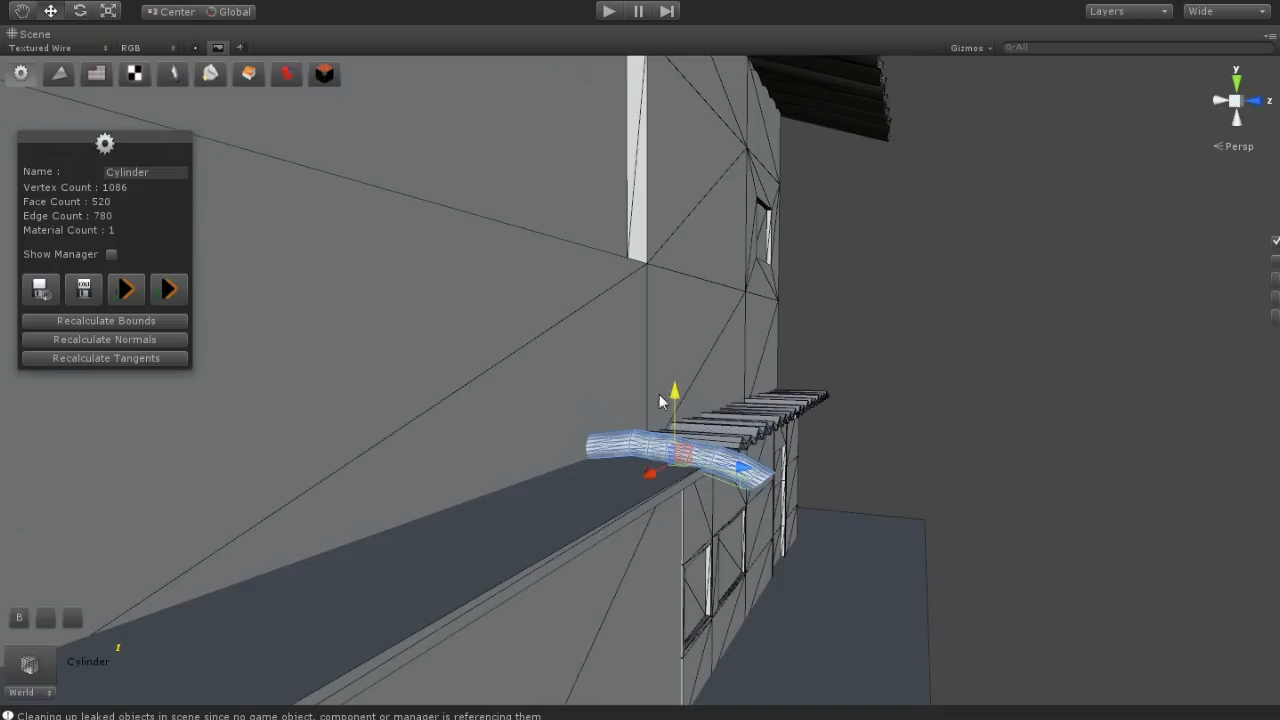 Center Global Layers Wide
Scene
Textured Wire RGB Gizmos All
y
z
Persp
Name : Cylinder
Vertex Count : 1086
Face Count : 520
Edge Count : 780
Material Count : 1
Show Manager
OBJ
Recalculate Bounds
Recalculate Normals
Recalculate Tangents
B
1
Cylinder
World
Cleaning up leaked objects in scene since no game object, component or manager is referencing them